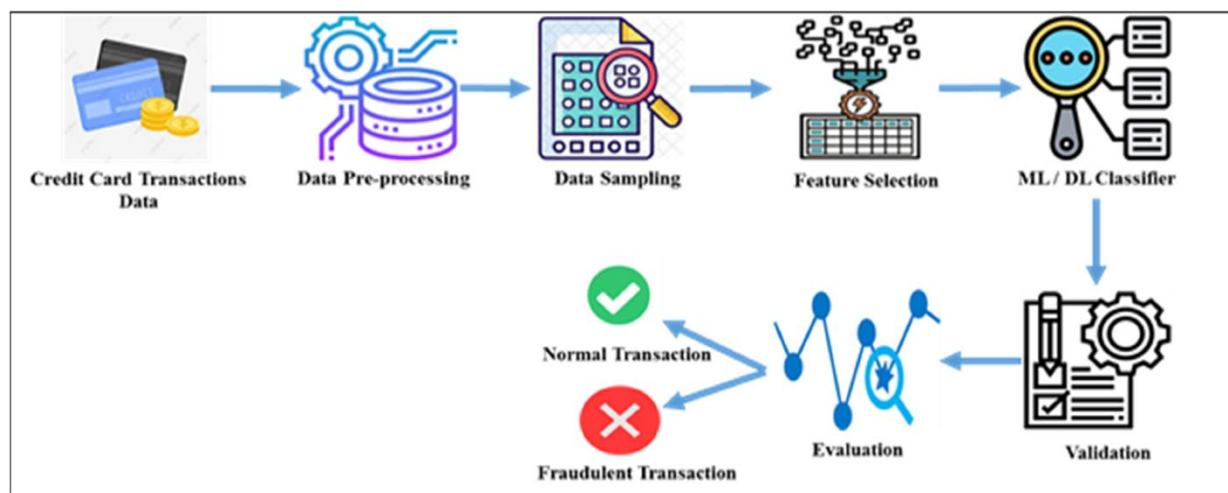 CREDIT
Credit Card Transactions
Data
Data Pre-processing
Data Sampling
Feature Selection
ML / DL Classifier
Normal Transaction
Fraudulent Transaction
Evaluation
Validation